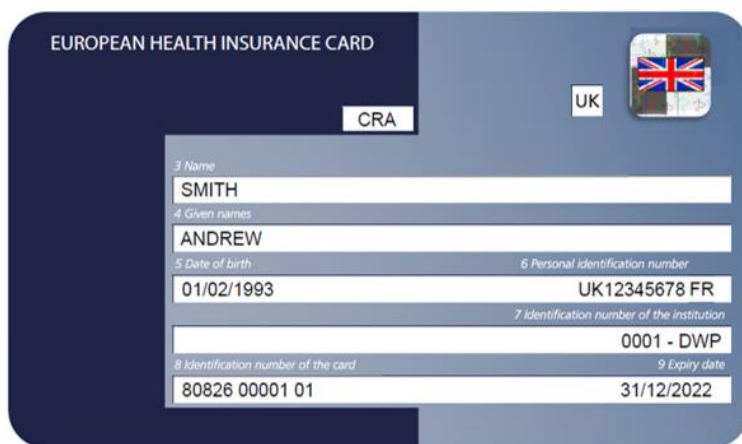 EUROPEAN HEALTH INSURANCE CARD
UK
CRA
3 Name
SMITH
4 Given names
ANDREW
5 Date of birth 6 Personal identification number
01/02/1993 UK12345678 FR
7 Identification number of the institution
0001 - DWP
8 Identification number of the card 9 Expiry date
80826 00001 01 31/12/2022